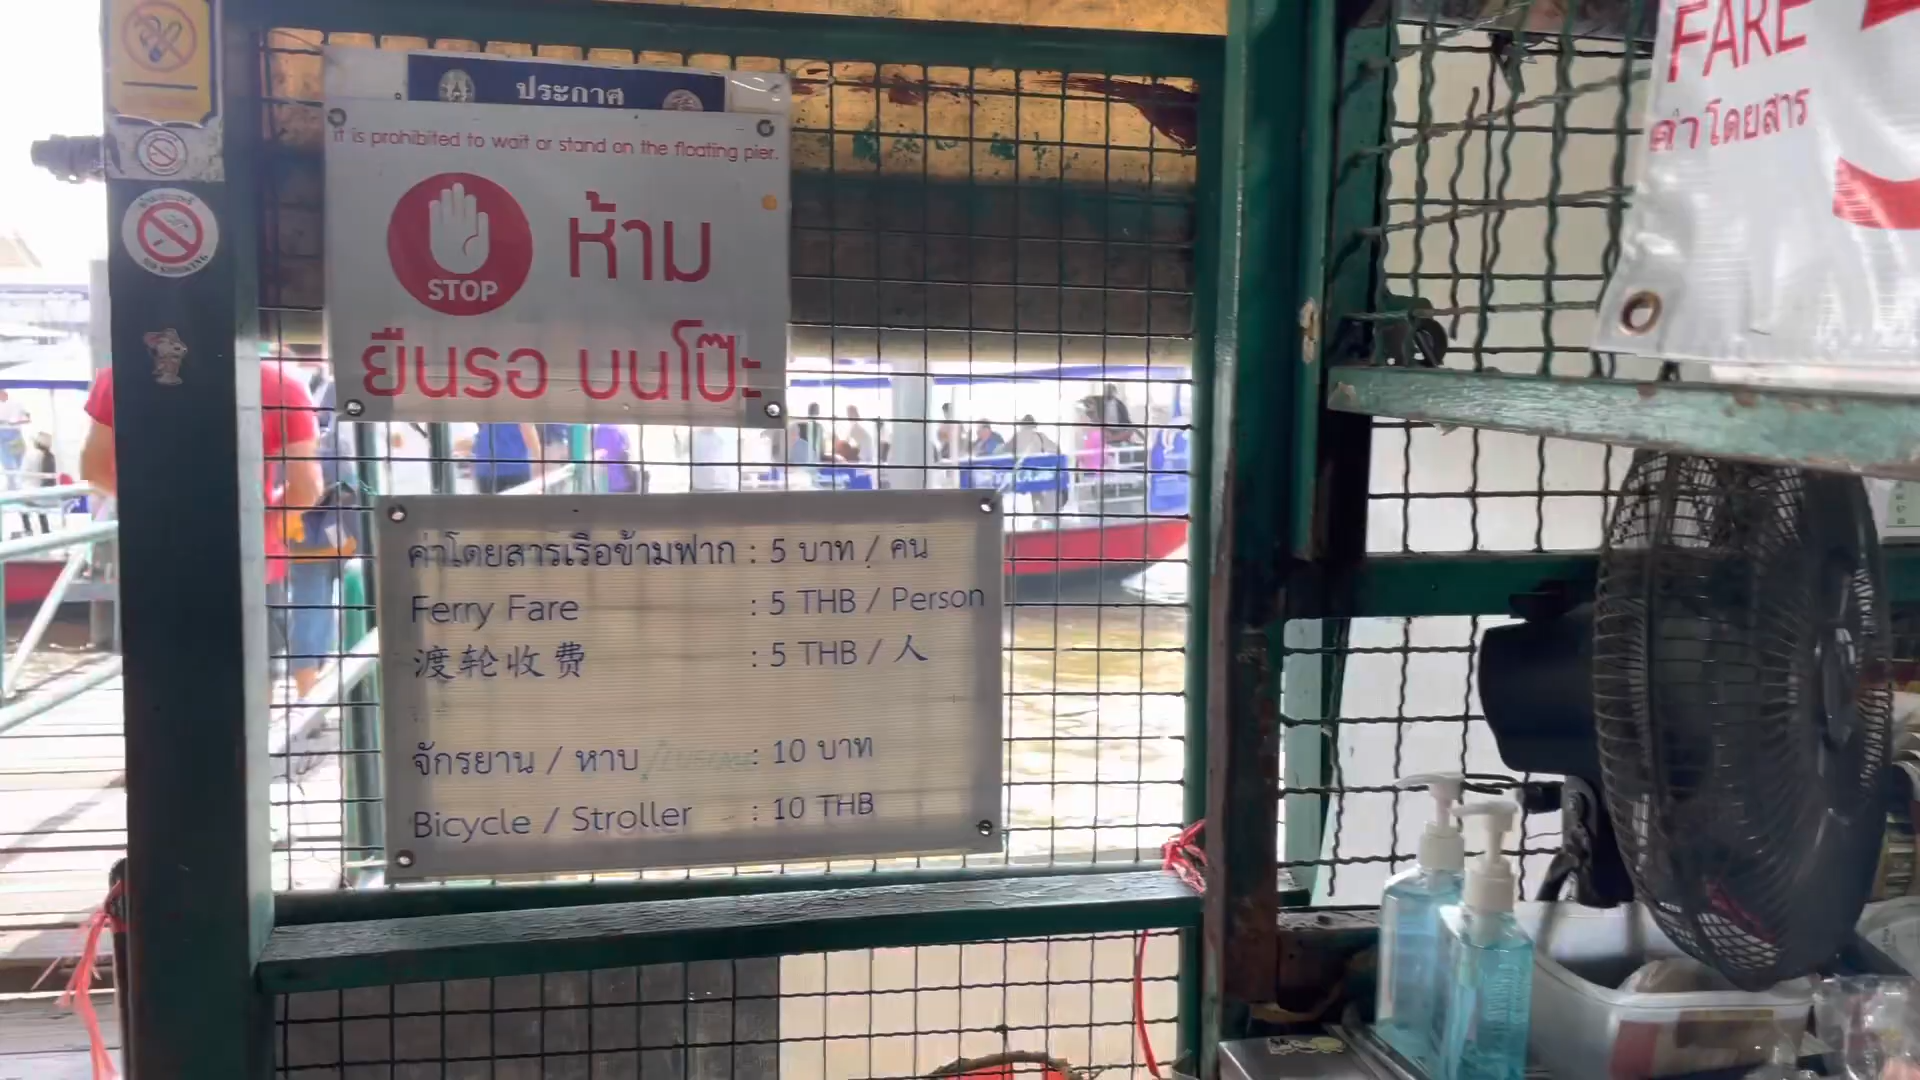 ประกาศ
It is prohibited to wait or stand on the floating pier.
STOP
ห้าม
ยืนรอ บนโป๊ะ
NO SMOKING
ค่าโดยสารเรือข้ามฟาก : 5 บาท / คน
Ferry Fare : 5 THB / Person
渡轮收费 : 5 THB / 人
จักรยาน / หาบ : 10 บาท
Bicycle / Stroller : 10 THB
FARE
ค่าโดยสาร